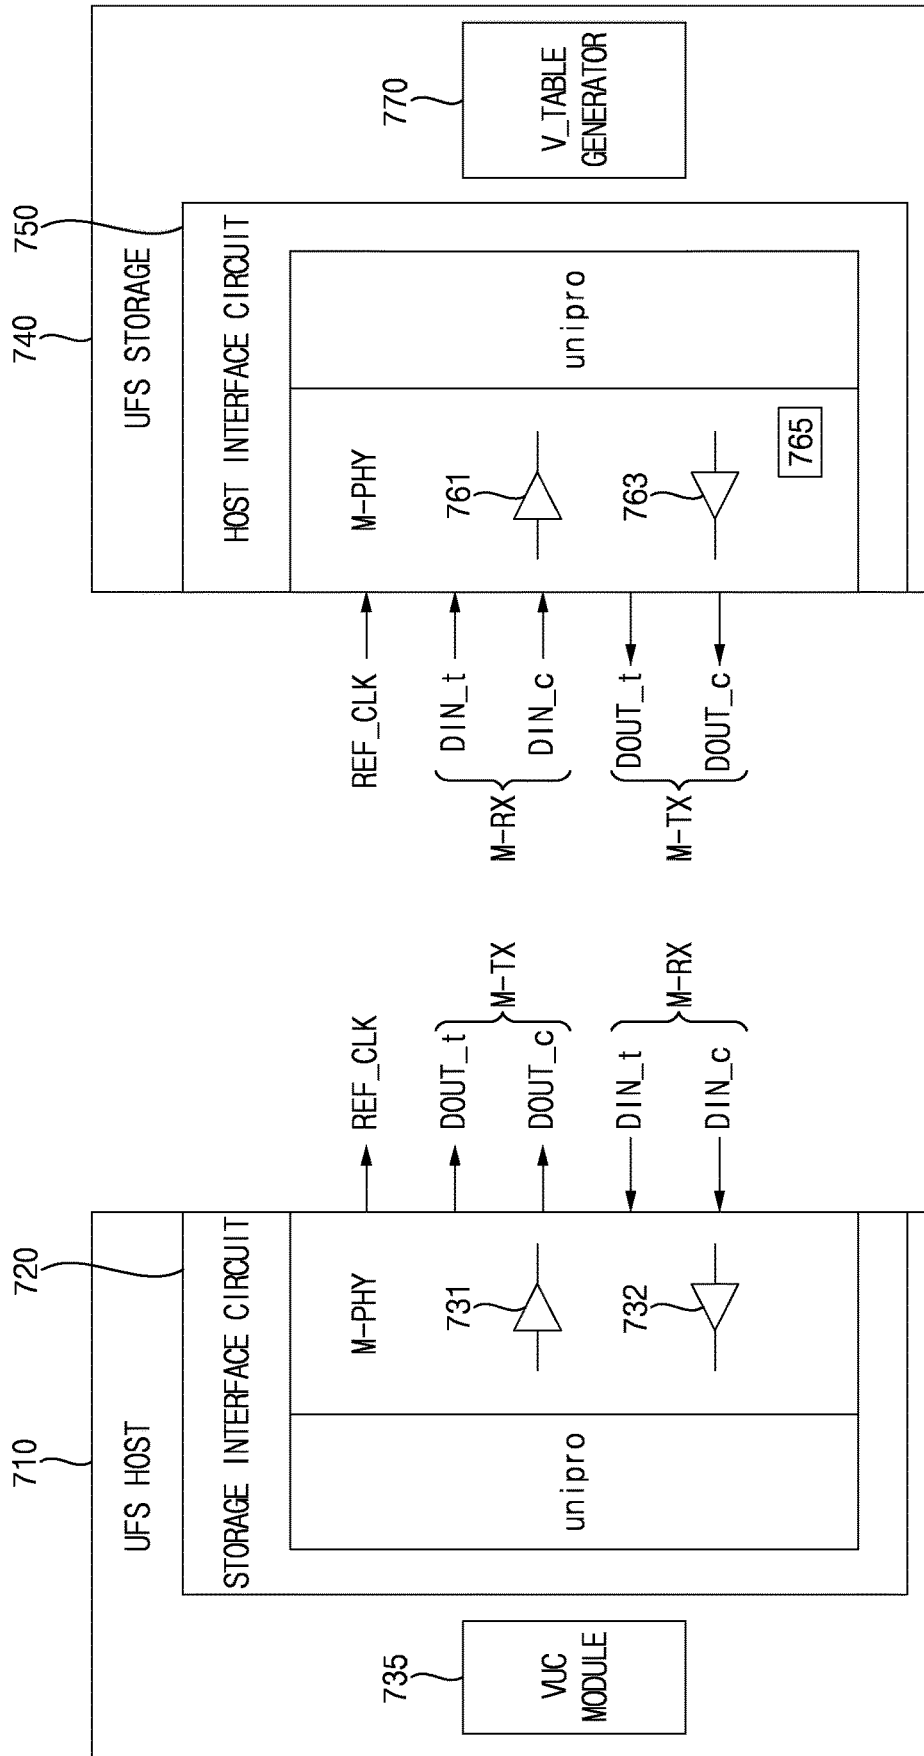 710
UFS HOST
720
STORAGE INTERFACE CIRCUIT
735
VUC
MODULE
unipro
M-PHY
731
732
REF_CLK
DOUT_t
DOUT_c
M-TX
DIN_t
DIN_c
M-RX
740
UFS STORAGE
750
HOST INTERFACE CIRCUIT
REF_CLK
DIN_t
DIN_c
M-RX
DOUT_t
DOUT_c
M-TX
M-PHY
761
763
765
unipro
770
V_TABLE
GENERATOR